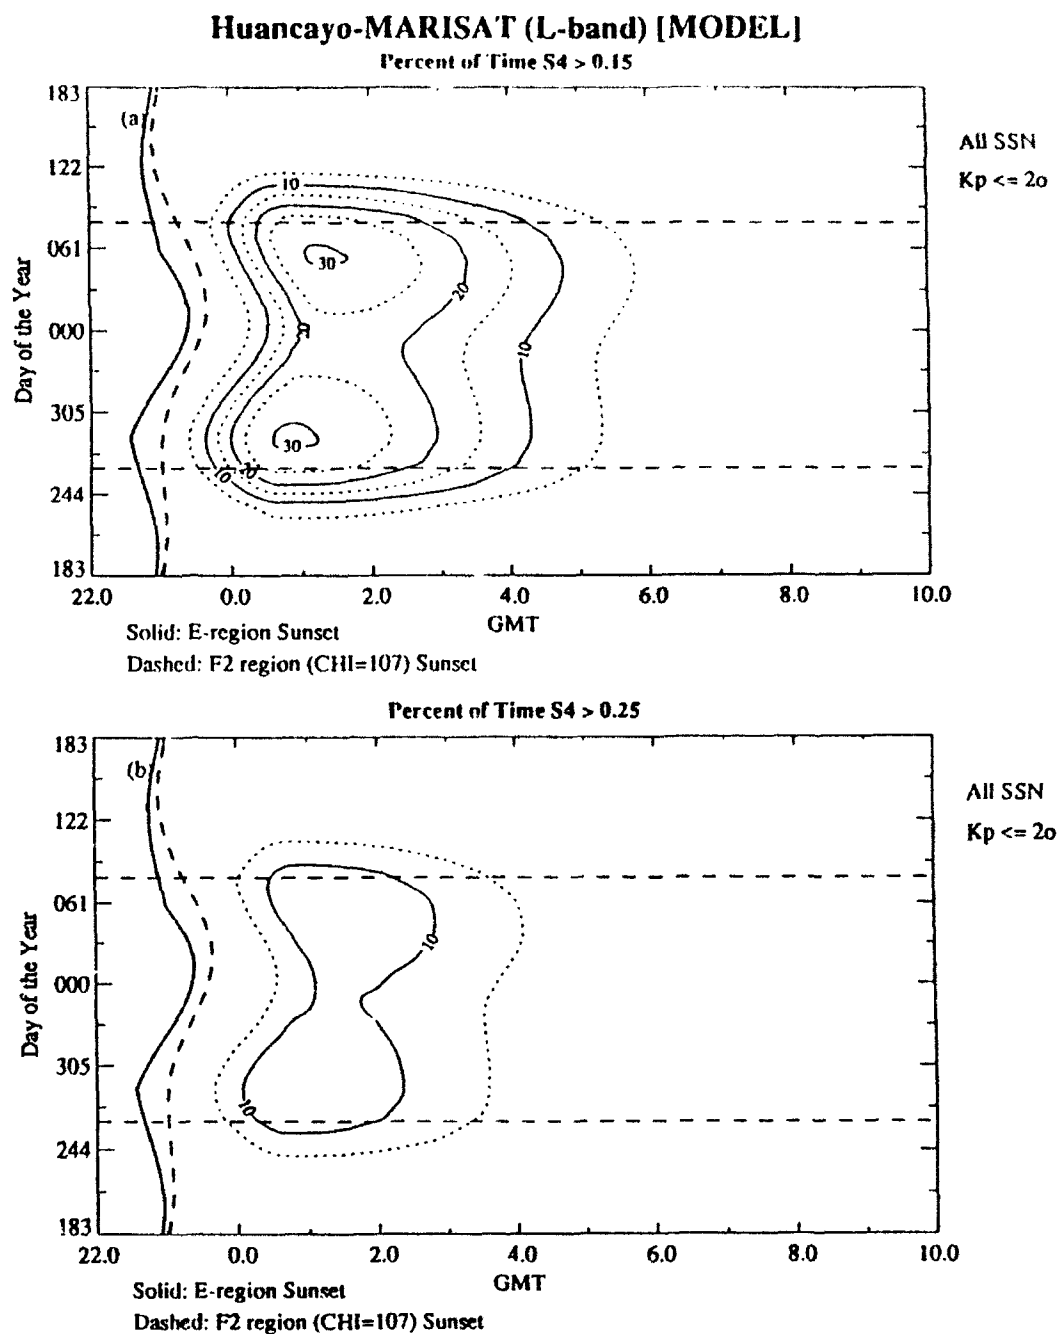 Huancayo-MARISAT (L-band) [MODEL]
Percent of Time S4 > 0.15
183
(a)
122
061
000
305
244
183
Day of the Year
10
30
20
20
10
30
10
20
All SSN
Kp <= 2o
22.0 0.0 2.0 4.0 6.0 8.0 10.0
GMT
Solid: E-region Sunset
Dashed: F2 region (CHI=107) Sunset
Percent of Time S4 > 0.25
183
(b)
122
061
000
305
244
183
Day of the Year
10
10
All SSN
Kp <= 2o
22.0 0.0 2.0 4.0 6.0 8.0 10.0
GMT
Solid: E-region Sunset
Dashed: F2 region (CHI=107) Sunset